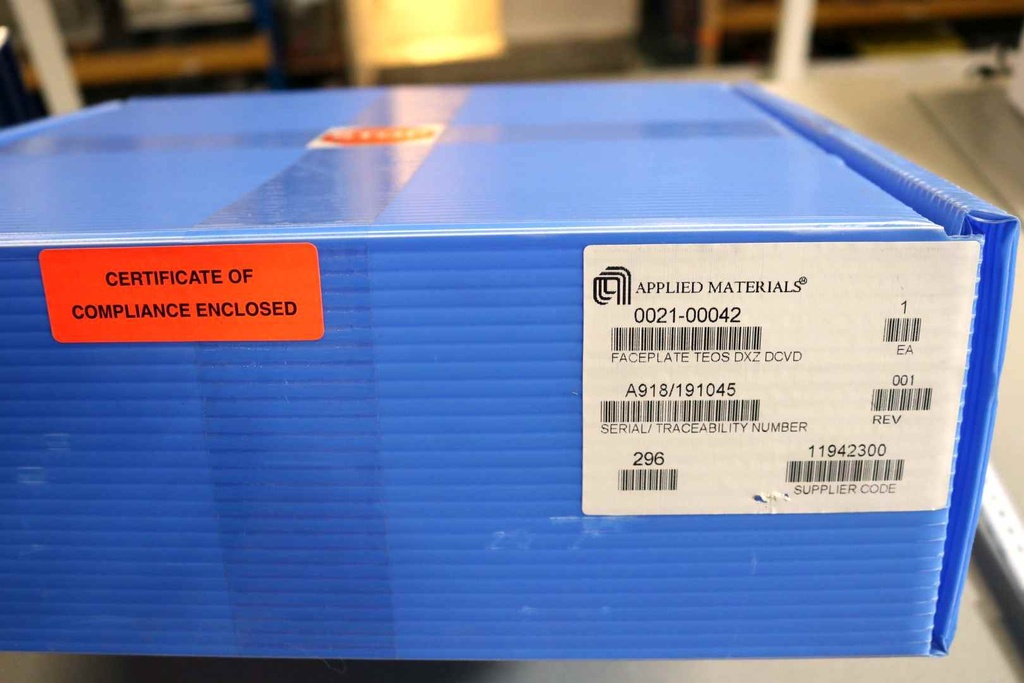 CERTIFICATE OF
COMPLIANCE ENCLOSED
APPLIED MATERIALS®
0021-00042
1
FACEPLATE TEOS DXZ DCVD
EA
A918/191045
001
SERIAL/ TRACEABILITY NUMBER
REV
296
11942300
SUPPLIER CODE